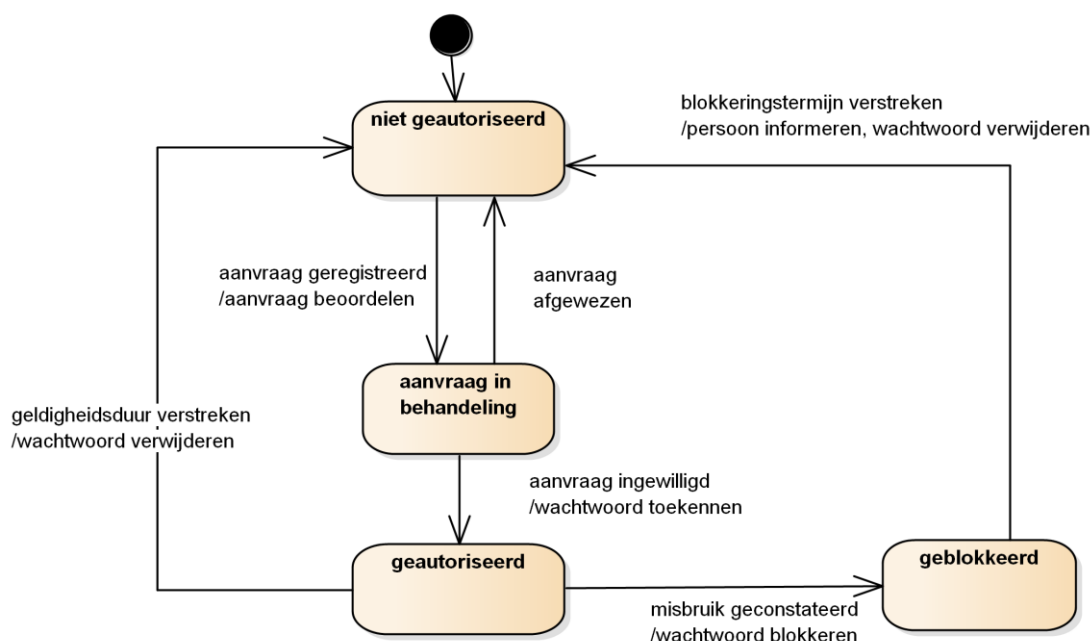 niet geautoriseerd
blokkeringstermijn verstreken
/persoon informeren, wachtwoord verwijderen
aanvraag geregistreerd
/aanvraag beoordelen
aanvraag
afgewezen
aanvraag in
behandeling
geldigheidsduur verstreken
/wachtwoord verwijderen
aanvraag ingewilligd
/wachtwoord toekennen
geautoriseerd
geblokkeerd
misbruik geconstateerd
/wachtwoord blokkeren